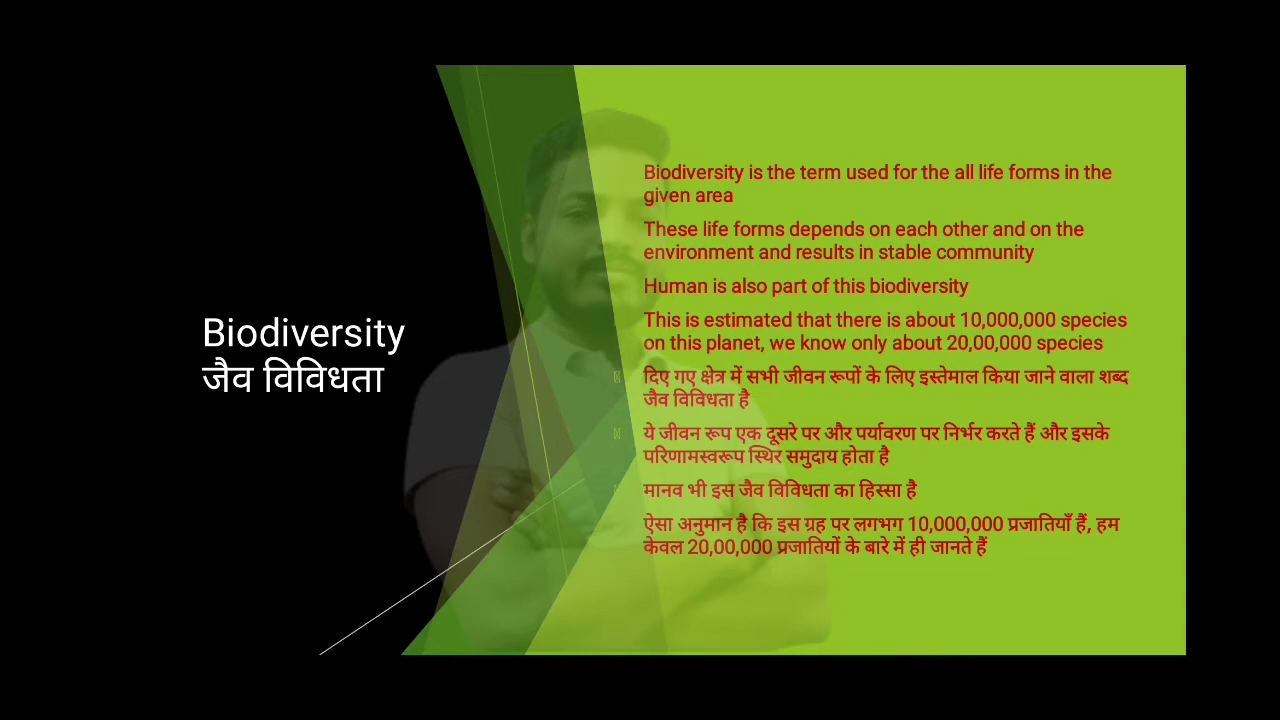 Biodiversity
जैव विविधता
Biodiversity is the term used for the all life forms in the
given area
These life forms depends on each other and on the
environment and results in stable community
Human is also part of this biodiversity
This is estimated that there is about 10,000,000 species
on this planet, we know only about 20,00,000 species
दिए गए क्षेत्र में सभी जीवन रूपों के लिए इस्तेमाल किया जाने वाला शब्द
जैव विविधता है
ये जीवन रूप एक दूसरे पर और पर्यावरण पर निर्भर करते हैं और इसके
परिणामस्वरूप स्थिर समुदाय होता है
मानव भी इस जैव विविधता का हिस्सा है
ऐसा अनुमान है कि इस ग्रह पर लगभग 10,000,000 प्रजातियाँ हैं, हम
केवल 20,00,000 प्रजातियों के बारे में ही जानते हैं